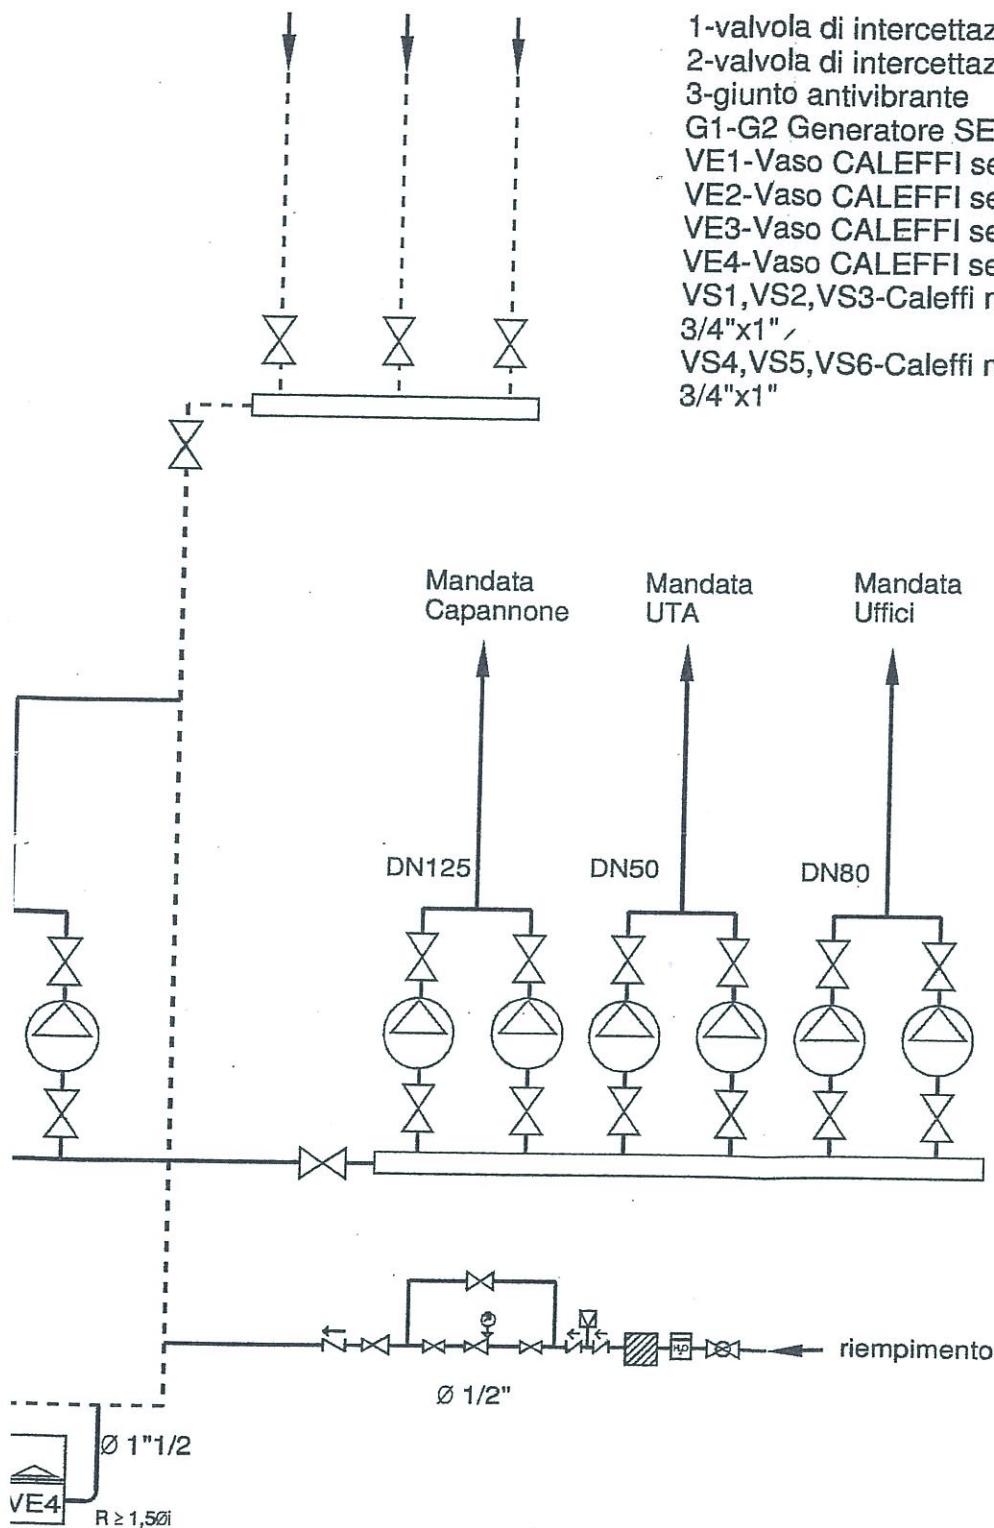 1-valvola di intercettaz
2-valvola di intercettaz
3-giunto antivibrante
G1-G2 Generatore SE
VE1-Vaso CALEFFI se
VE2-Vaso CALEFFI se
VE3-Vaso CALEFFI se
VE4-Vaso CALEFFI se
VS1,VS2,VS3-Caleffi
3/4"x1"
VS4,VS5,VS6-Caleffi
3/4"x1"
Mandata Capannone
Mandata UTA
Mandata Uffici
DN125
DN50
DN80
H2O
riempimento
Ø 1/2"
Ø 1"1/2
VE4
R ≥ 1,5Øi